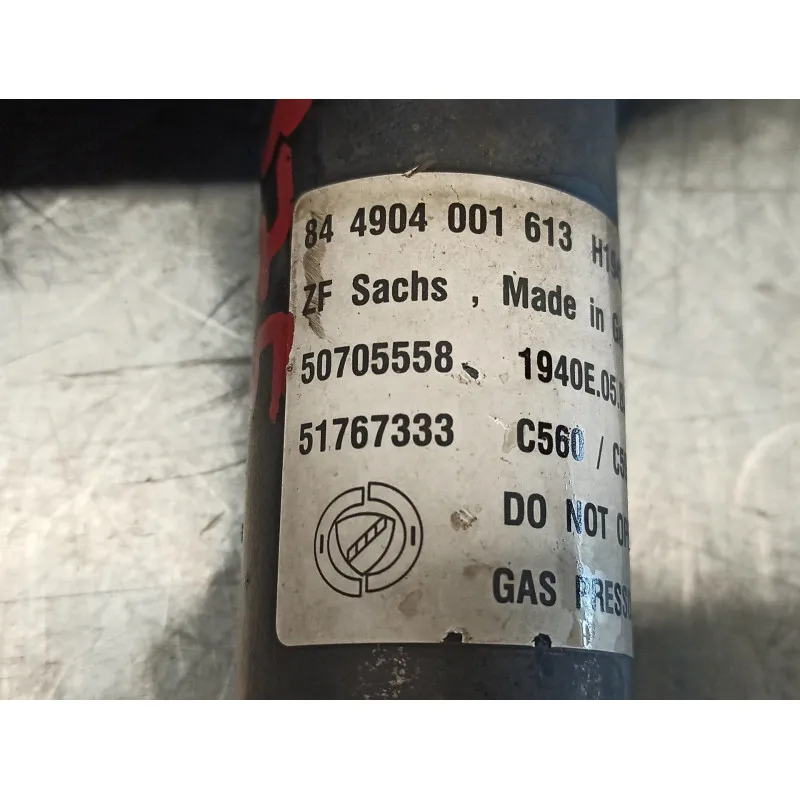 84 4904 001 613
ZF Sachs , Made in
50705558 1940E.05.
51767333 C560 /
DO NOT
GAS